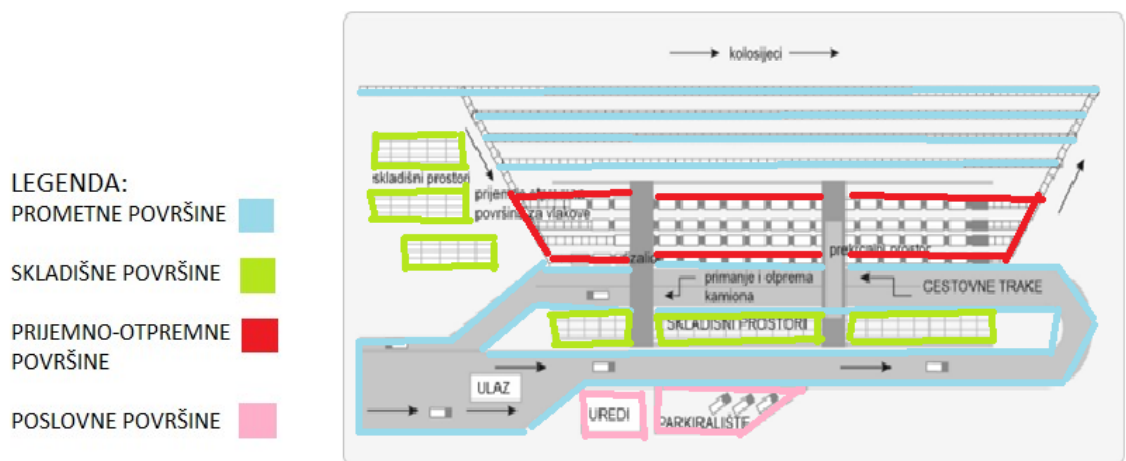 LEGENDA:
PROMETNE POVRŠINE
SKLADIŠNE POVRŠINE
PRIJEMNO-OTPREMNE
POVRŠINE
POSLOVNE POVRŠINE
kolosijeci
skladišni prostori
površina za vlakove
prekrcajni prostor
primanje i otprema
kamiona
CESTOVNE TRAKE
SKLADIŠNI PROSTORI
ULAZ
UREDI
PARKIRALIŠTE